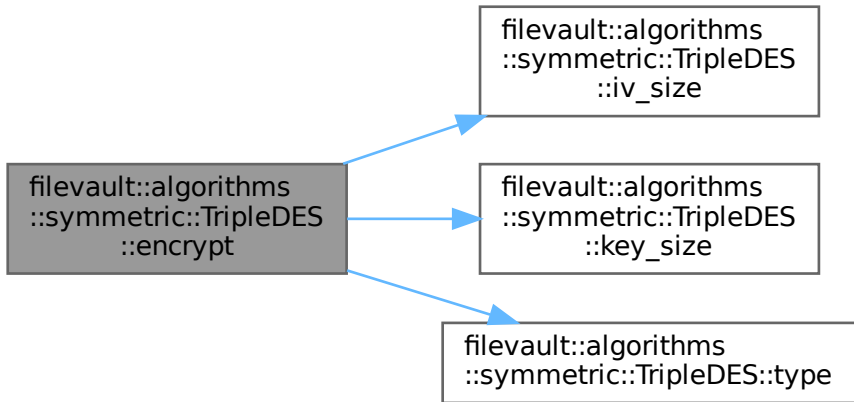 filevault::algorithms
::symmetric::TripleDES
::encrypt
filevault::algorithms
::symmetric::TripleDES
::iv_size
filevault::algorithms
::symmetric::TripleDES
::key_size
filevault::algorithms
::symmetric::TripleDES::type